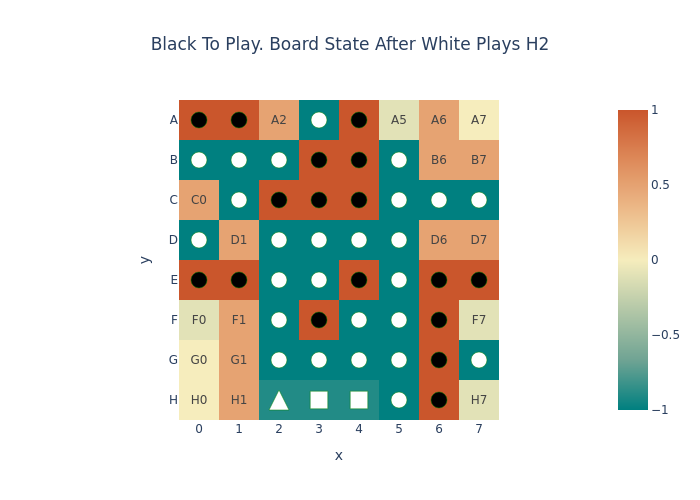 Black To Play. Board State After White Plays H2
A A2 A5 A6 A7 1
B B6 B7
C C0 0.5
D D1 D6 D7
y 0
E
F F0 F1 F7 −0.5
G G0 G1
H H0 H1 H7 −1
0 1 2 3 4 5 6 7
x